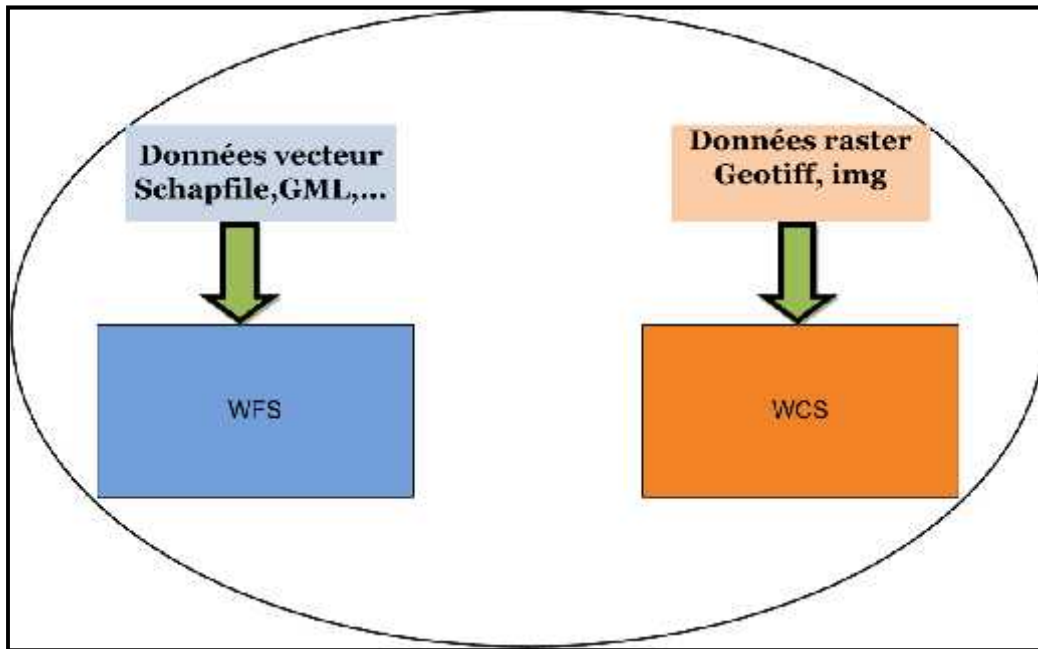 Données vecteur
Schapfile,GML,...
Données raster
Geotiff, img
WFS
WCS